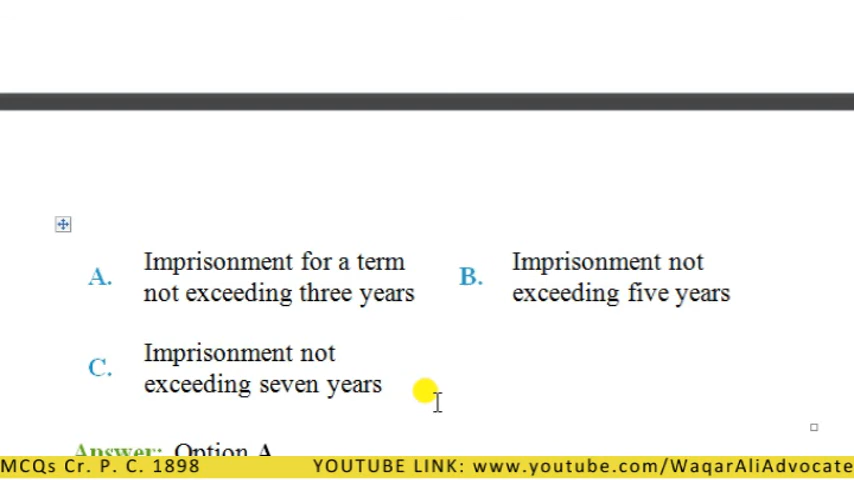 A. Imprisonment for a term B. Imprisonment not
not exceeding three years exceeding five years
C. Imprisonment not
exceeding seven years
Answer: Option A
MCQs Cr. P. C. 1898 YOUTUBE LINK: www.youtube.com/WaqarAliAdvocate